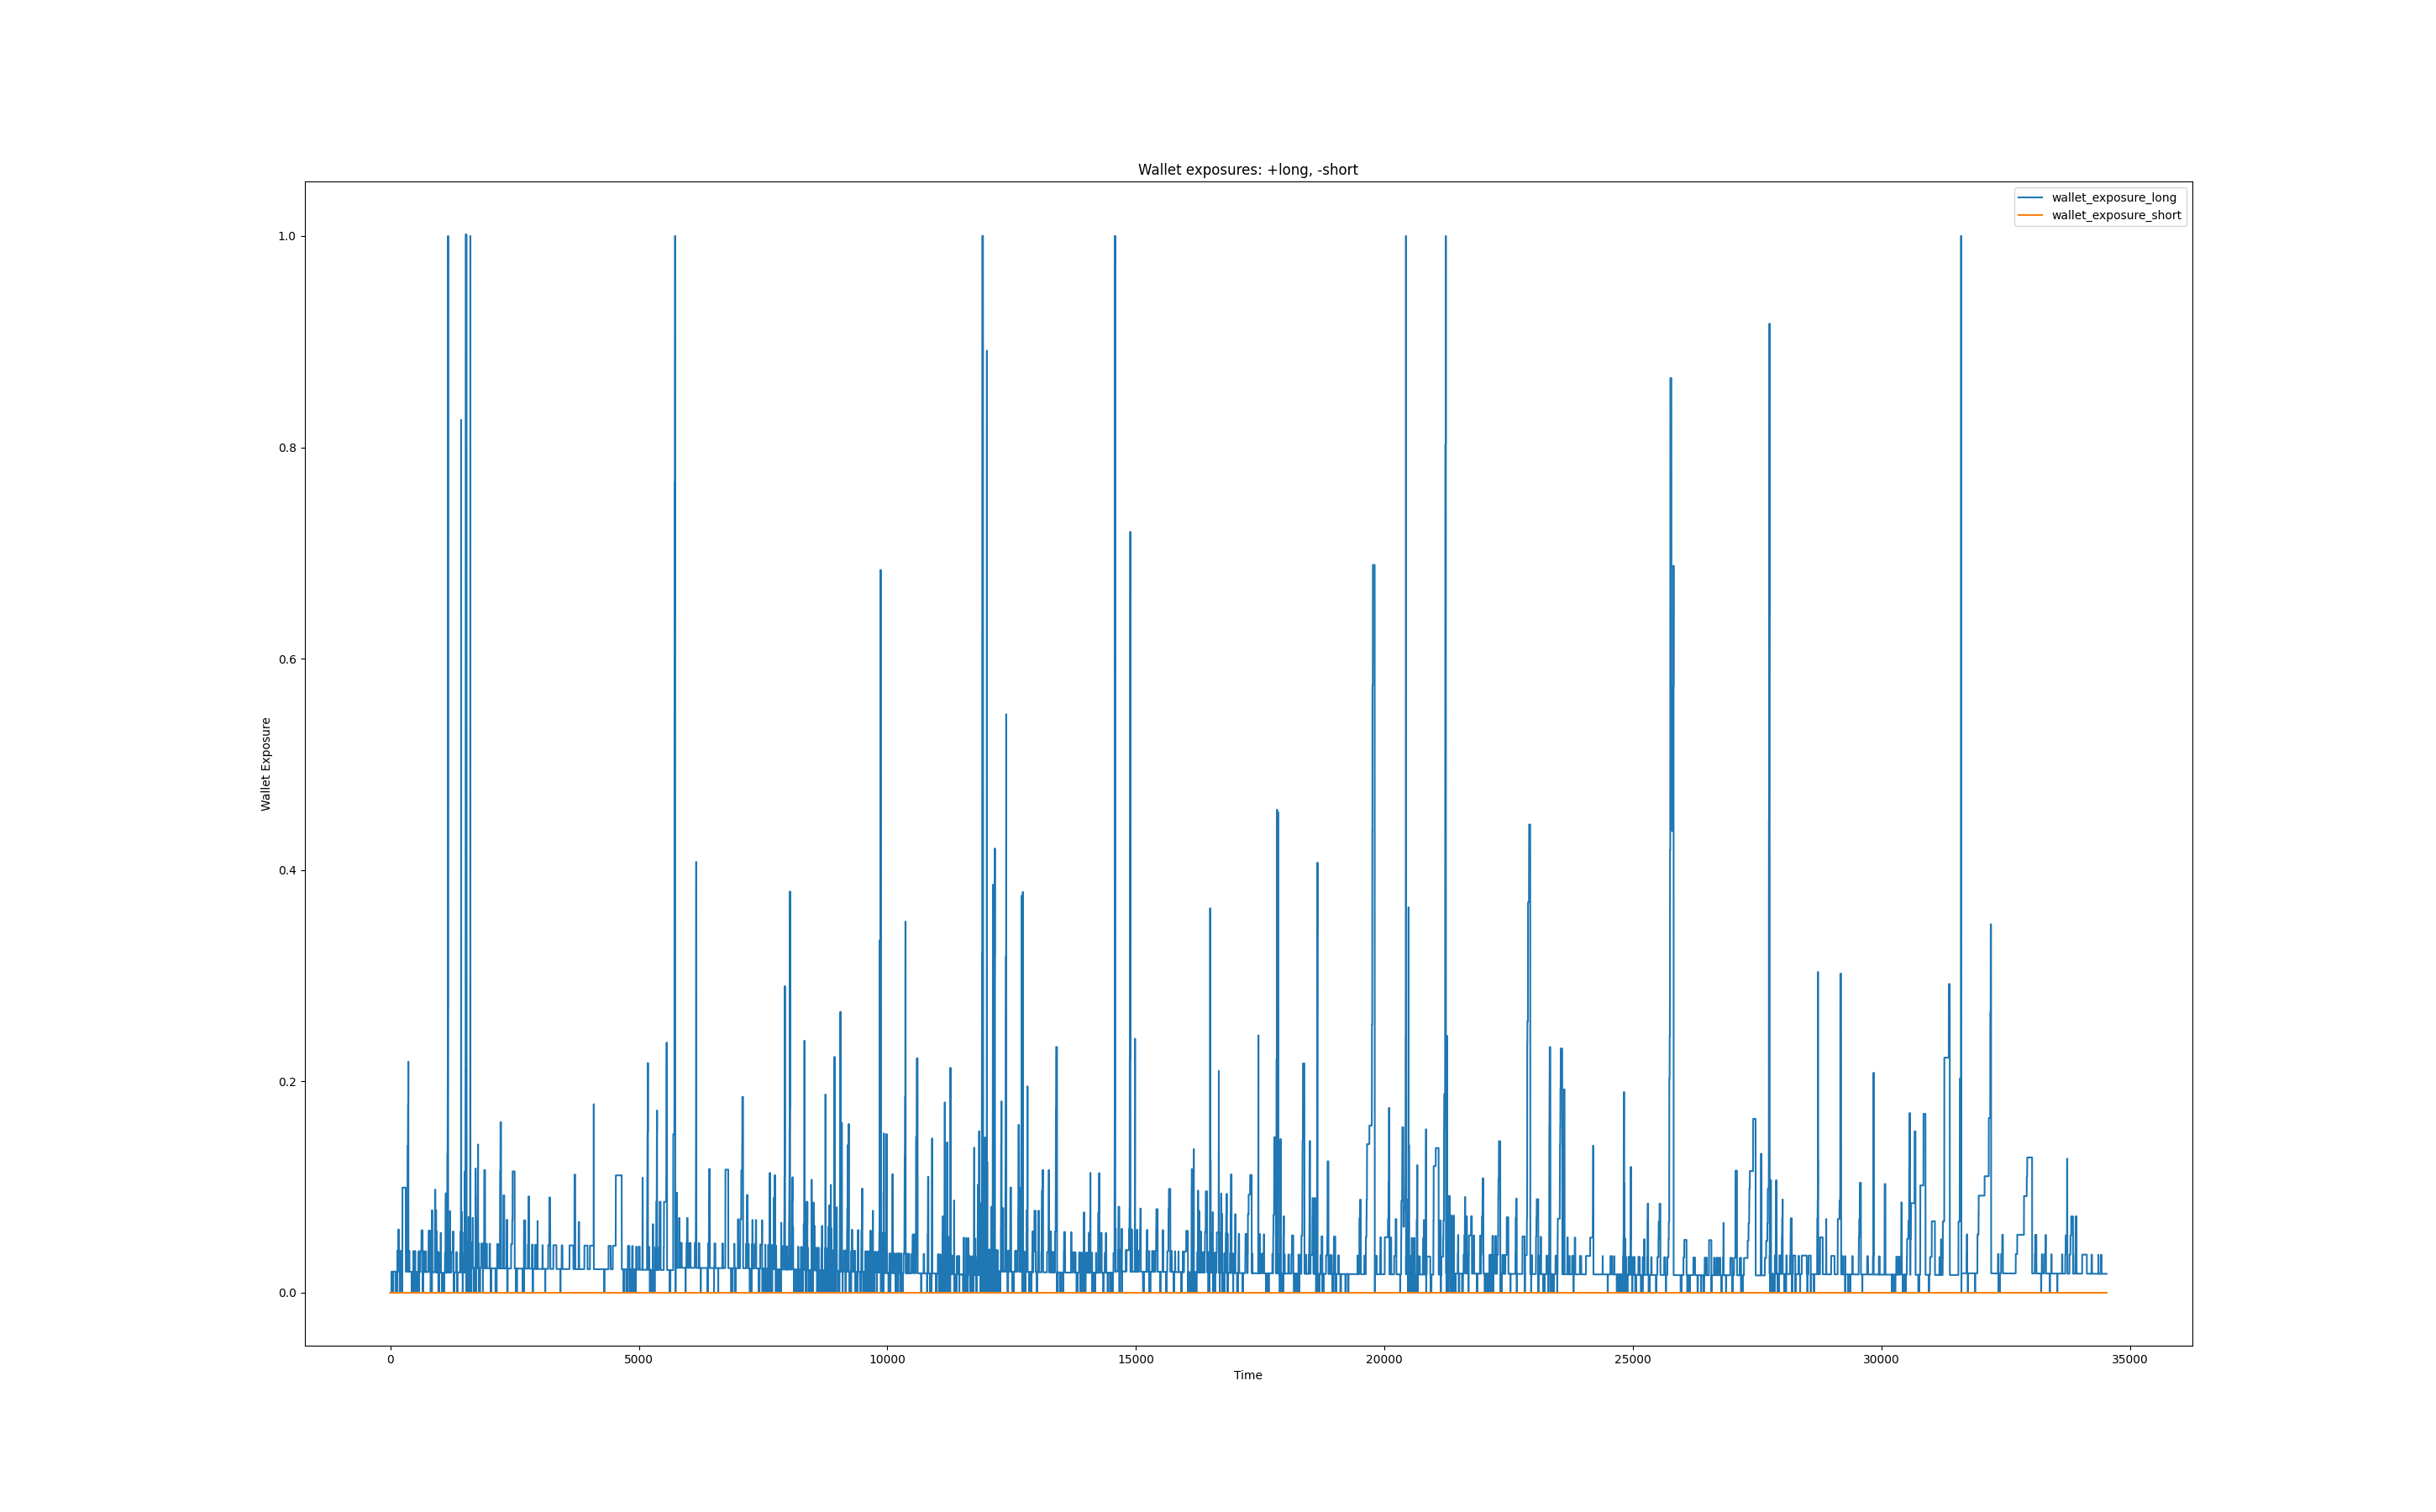 Wallet exposures: +long, -short
wallet_exposure_long
wallet_exposure_short
1.0
0.8
0.6
0.4
0.2
0.0
Wallet Exposure
0 5000 10000 15000 20000 25000 30000 35000
Time